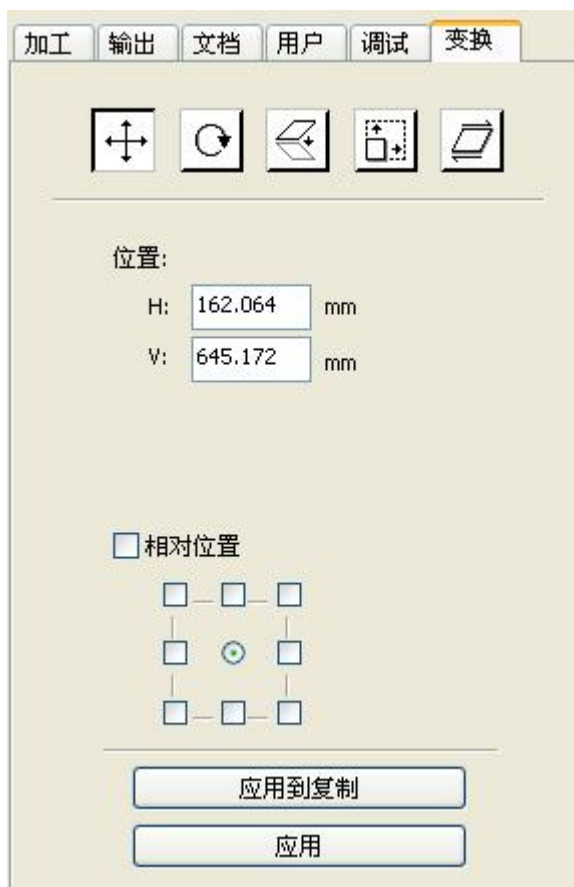 加工 输出 文档 用户 调试 变换
位置:
H: 162.064 mm
V: 645.172 mm
相对位置
应用到复制
应用